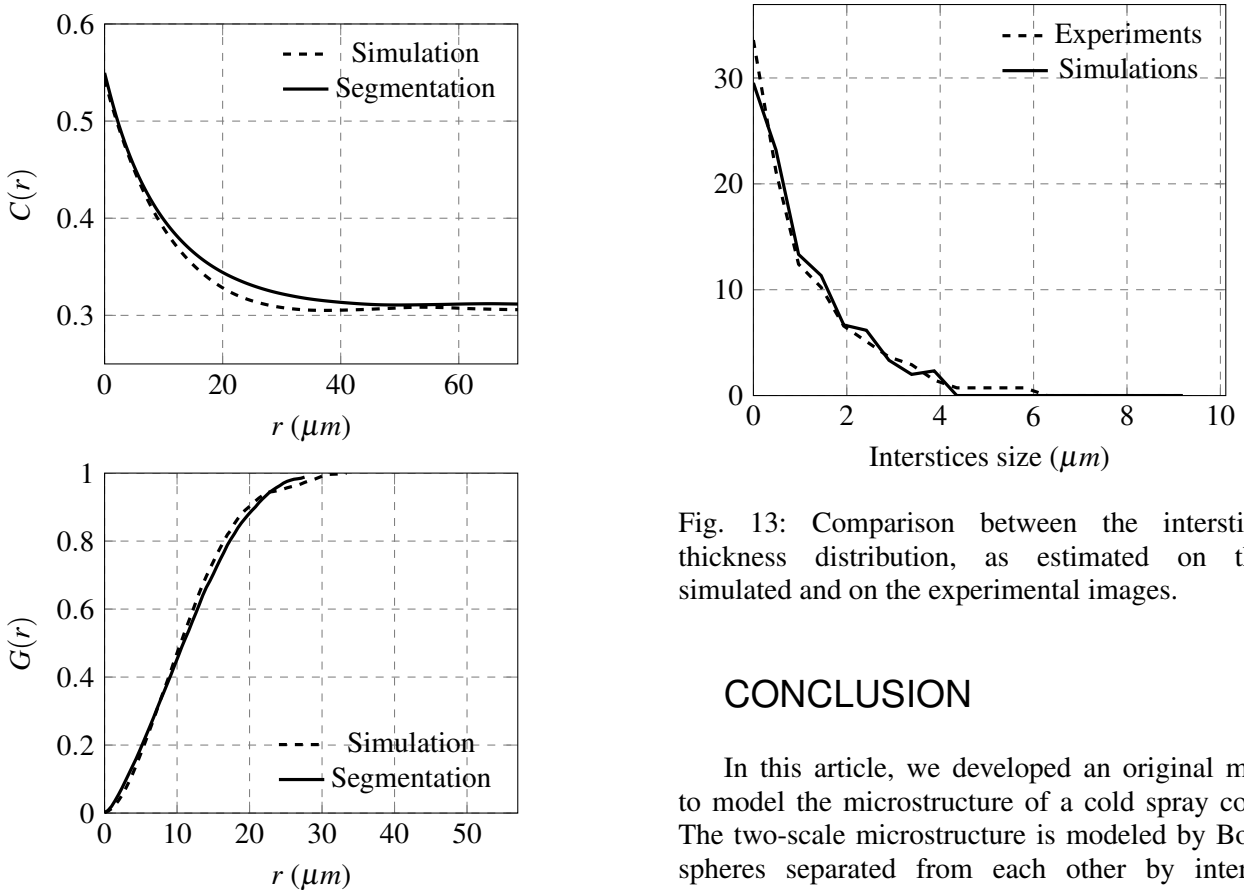 0.6
0.5
0.4
0.3
C(r)
Simulation
Segmentation
0 20 40 60
r (μm)
1
0.8
0.6
0.4
0.2
0
G(r)
Simulation
Segmentation
0 10 20 30 40 50
r (μm)
30
20
10
0
Experiments
Simulations
0 2 4 6 8 10
Interstices size (μm)
Fig. 13: Comparison between the intersti
thickness distribution, as estimated on t
simulated and on the experimental images.
CONCLUSION
In this article, we developed an original m
to model the microstructure of a cold spray co
The two-scale microstructure is modeled by Bo
spheres separated from each other by inter